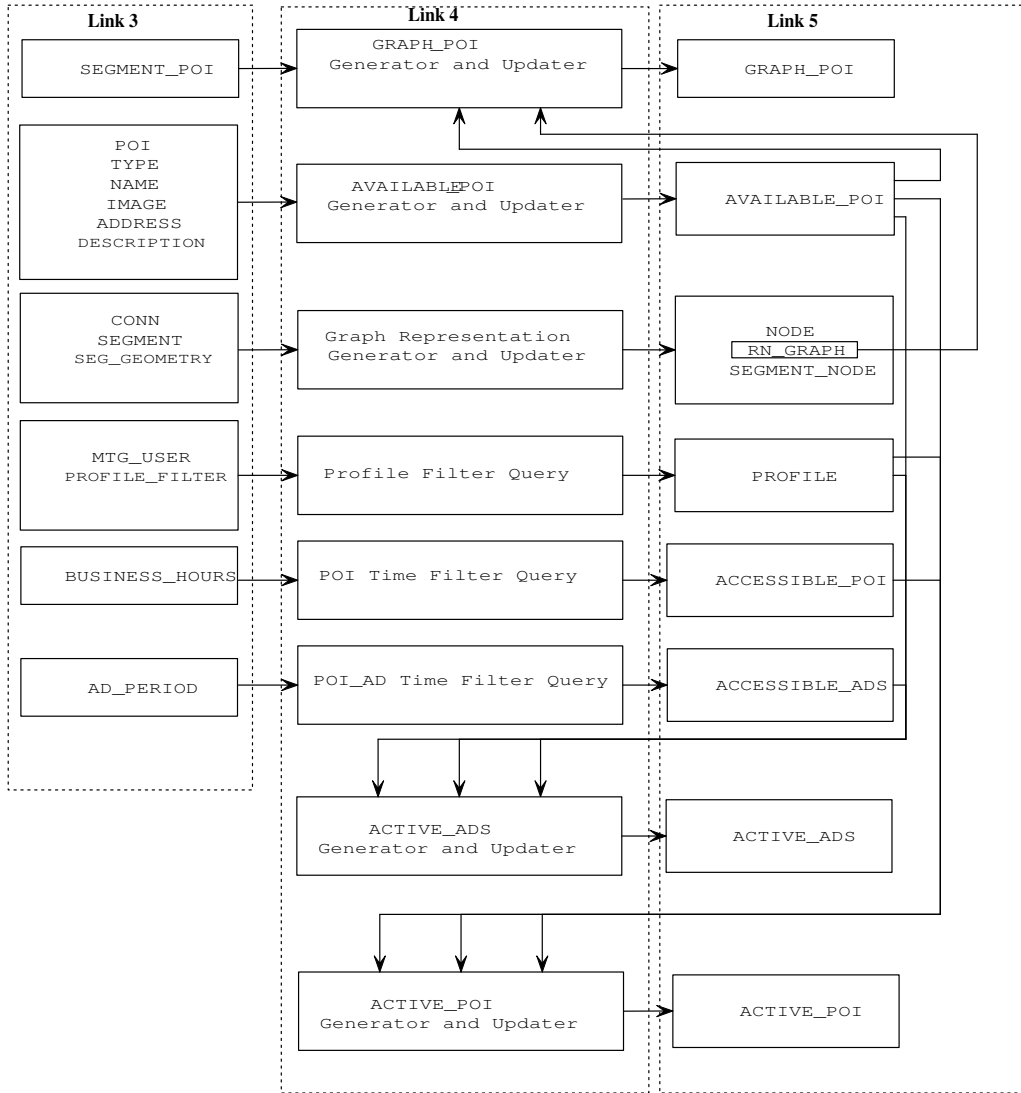 Link 3
Link 4
Link 5
SEGMENT_POI
GRAPH_POI
Generator and Updater
GRAPH_POI
POI
TYPE
NAME
IMAGE
ADDRESS
DESCRIPTION
AVAILABLE_POI
Generator and Updater
AVAILABLE_POI
CONN
SEGMENT
SEG_GEOMETRY
Graph Representation
Generator and Updater
NODE
RN_GRAPH
SEGMENT_NODE
MTG_USER
PROFILE_FILTER
Profile Filter Query
PROFILE
BUSINESS_HOURS
POI Time Filter Query
ACCESSIBLE_POI
AD_PERIOD
POI_AD Time Filter Query
ACCESSIBLE_ADS
ACTIVE_ADS
Generator and Updater
ACTIVE_ADS
ACTIVE_POI
Generator and Updater
ACTIVE_POI